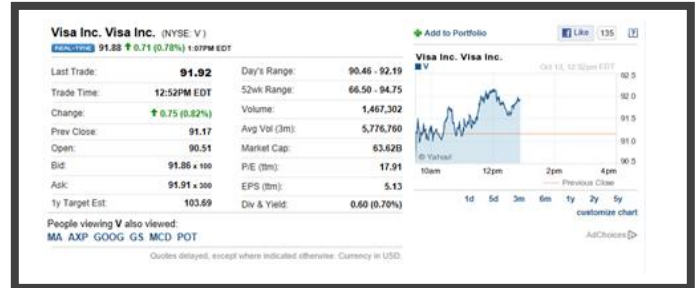 Visa Inc. Visa Inc. (NYSE: V)
REAL-TIME 91.88 0.71 (0.78%) 1:07PM EDT
Last Trade: 91.92
Trade Time: 12:52PM EDT
Change: 0.75 (0.82%)
Prev Close: 91.17
Open: 90.51
Bid: 91.86 x 100
Ask: 91.91 x 300
1y Target Est: 103.69
Day's Range: 90.46 - 92.19
52wk Range: 66.50 - 94.75
Volume: 1,467,302
Avg Vol (3m): 5,776,760
Market Cap: 63.62B
P/E (ttm): 17.91
EPS (ttm): 5.13
Div & Yield: 0.60 (0.70%)
People viewing V also viewed:
MA AXP GOOG GS MCD POT
Quotes delayed, except where indicated otherwise. Currency in USD.
Add to Portfolio
Like 135 ?
Visa Inc. Visa Inc.
V Oct 13, 12:52pm EDT
92.5
92.0
91.5
91.0
90.5
© Yahoo!
10am 12pm 2pm 4pm
Previous Close
1d 5d 3m 6m 1y 2y 5y
customize chart
AdChoices